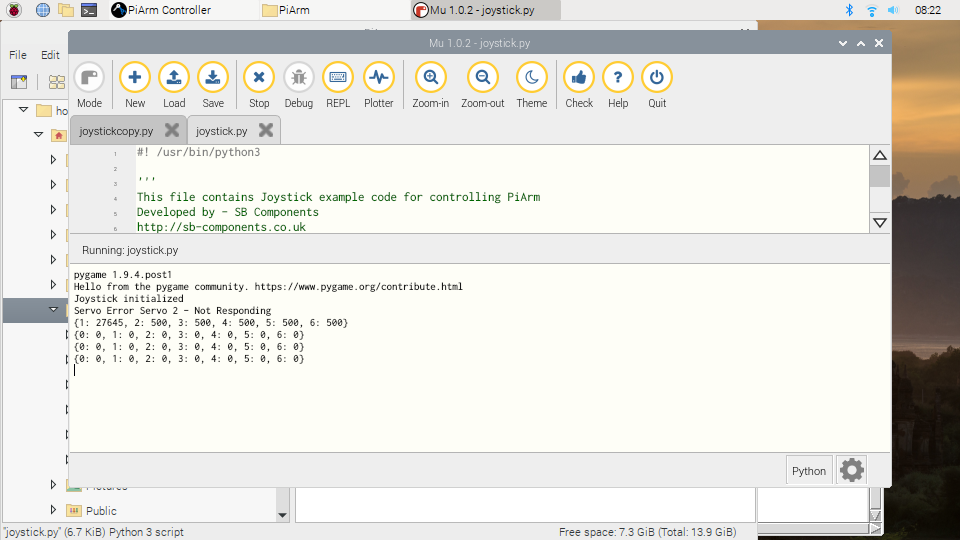 PiArm Controller
PiArm
Mu 1.0.2 - joystick.py
08:22
Mu 1.0.2 - joystick.py
File Edit
Mode New Load Save Stop Debug REPL Plotter Zoom-in Zoom-out Theme Check Help Quit
joystickcopy.py
joystick.py
1 #! /usr/bin/python3
2
3 '''
4 This file contains Joystick example code for controlling PiArm
5 Developed by - SB Components
6 http://sb-components.co.uk
Running: joystick.py
pygame 1.9.4.post1
Hello from the pygame community. https://www.pygame.org/contribute.html
Joystick initialized
Servo Error Servo 2 - Not Responding
{1: 27645, 2: 500, 3: 500, 4: 500, 5: 500, 6: 500}
{0: 0, 1: 0, 2: 0, 3: 0, 4: 0, 5: 0, 6: 0}
{0: 0, 1: 0, 2: 0, 3: 0, 4: 0, 5: 0, 6: 0}
{0: 0, 1: 0, 2: 0, 3: 0, 4: 0, 5: 0, 6: 0}
Python
Public
"joystick.py" (6.7 KiB) Python 3 script
Free space: 7.3 GiB (Total: 13.9 GiB)